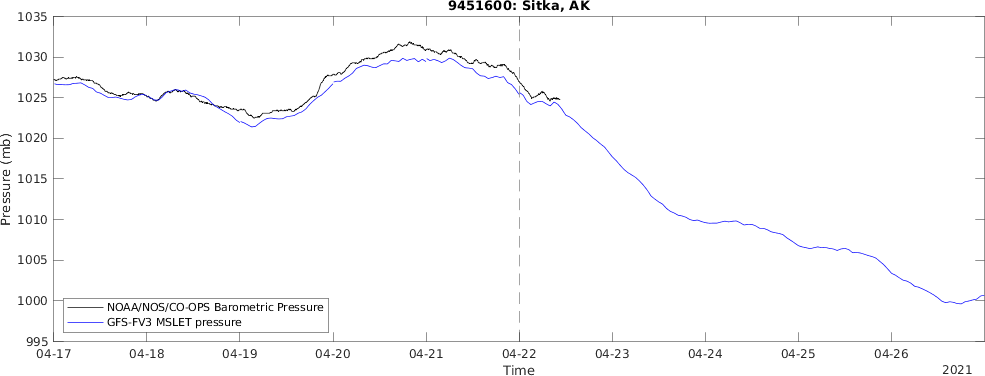 9451600: Sitka, AK
Pressure (mb)
1035
1030
1025
1020
1015
1010
1005
1000
995
NOAA/NOS/CO-OPS Barometric Pressure
GFS-FV3 MSLET pressure
04-17 04-18 04-19 04-20 04-21 04-22 04-23 04-24 04-25 04-26
Time
2021